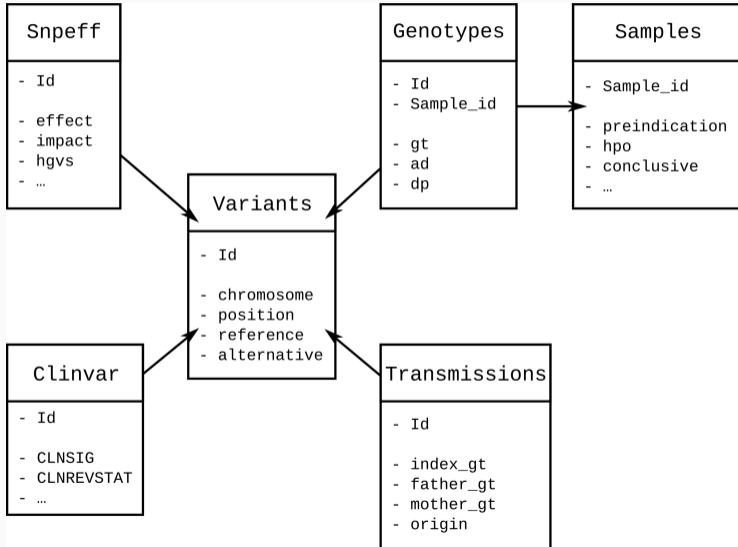 Snpeff
- Id
- effect
- impact
- hgvs
- …
Genotypes
- Id
- Sample_id
- gt
- ad
- dp
Samples
- Sample_id
- preindication
- hpo
- conclusive
- …
Variants
- Id
- chromosome
- position
- reference
- alternative
Clinvar
- Id
- CLNSIG
- CLNREVSTAT
- …
Transmissions
- Id
- index_gt
- father_gt
- mother_gt
- origin